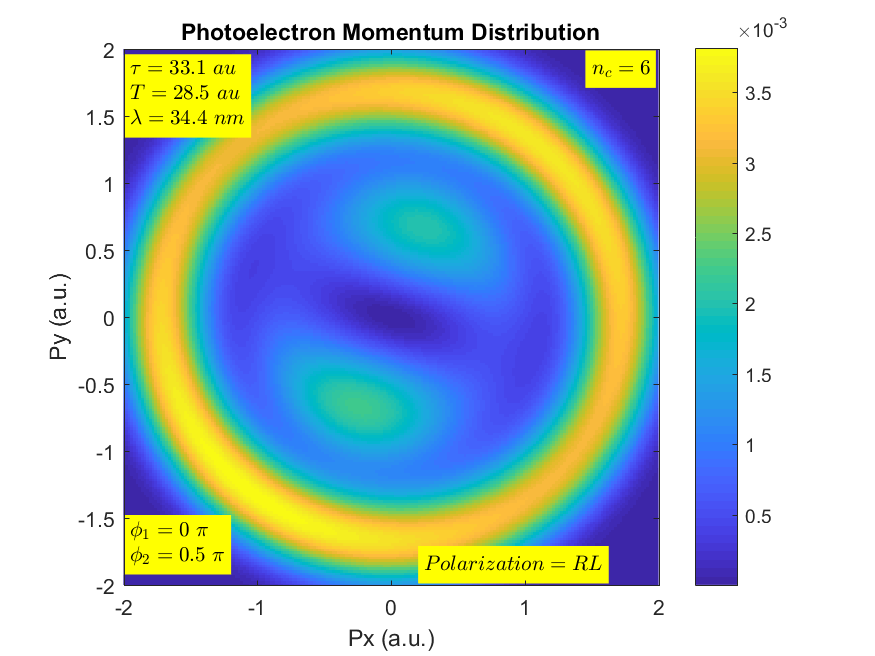 Photoelectron Momentum Distribution
×10^-3
τ = 33.1 au
T = 28.5 au
λ = 34.4 nm
n_c = 6
2
1.5
1
0.5
0
-0.5
-1
-1.5
-2
Py (a.u.)
ϕ_1 = 0 π
ϕ_2 = 0.5 π
Polarization = RL
-2
-1
0
1
2
Px (a.u.)
3.5
3
2.5
2
1.5
1
0.5